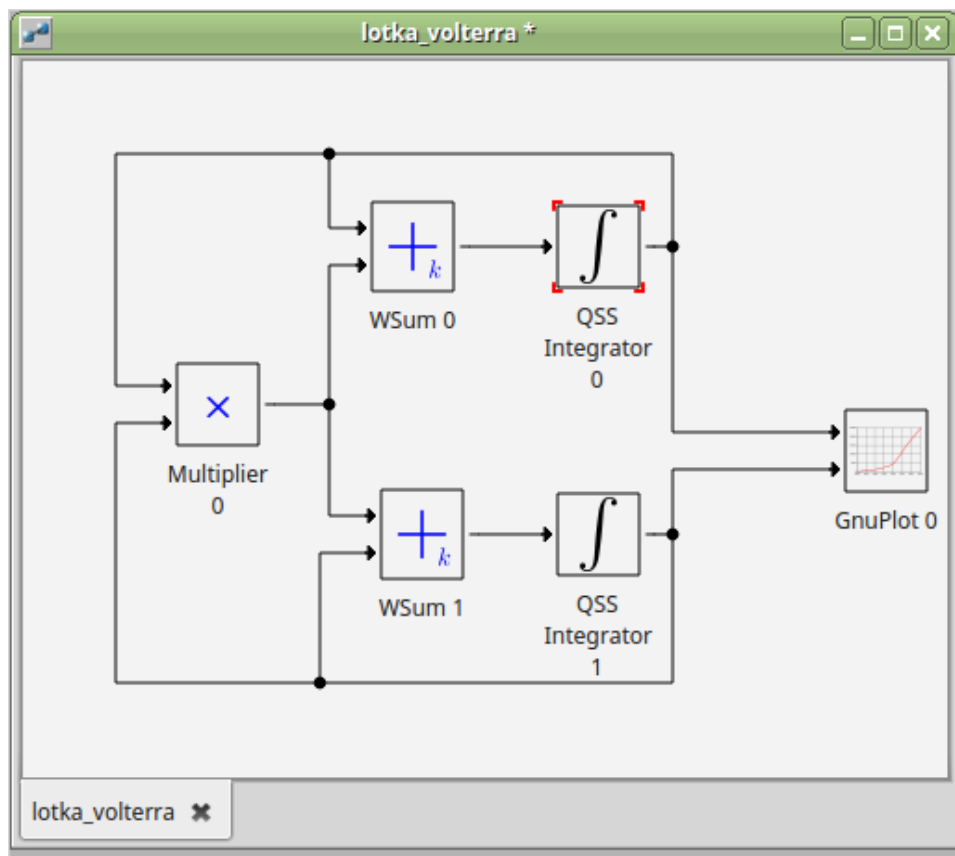 lotka_volterra *
k
WSum 0
∫
QSS
Integrator
0
×
Multiplier
0
GnuPlot 0
k
WSum 1
∫
QSS
Integrator
1
lotka_volterra